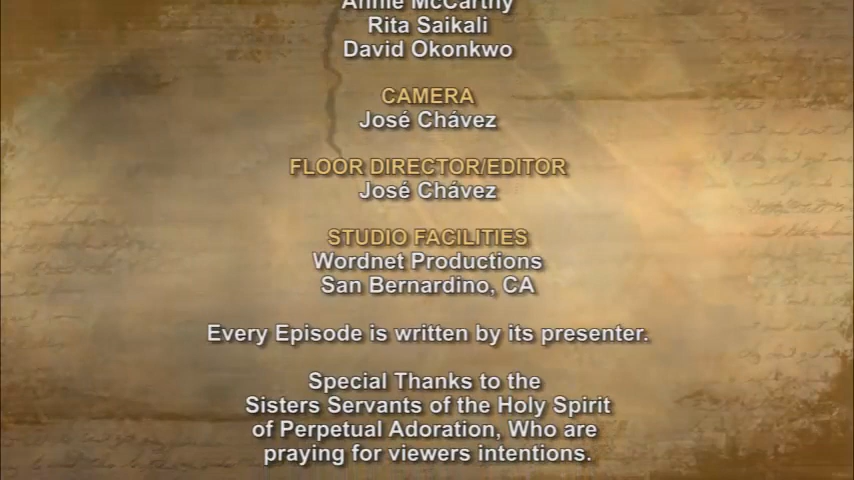 Annie McCarthy
Rita Saikali
David Okonkwo
CAMERA
José Chávez
FLOOR DIRECTOR/EDITOR
José Chávez
STUDIO FACILITIES
Wordnet Productions
San Bernardino, CA
Every Episode is written by its presenter.
Special Thanks to the
Sisters Servants of the Holy Spirit
of Perpetual Adoration, Who are
praying for viewers intentions.